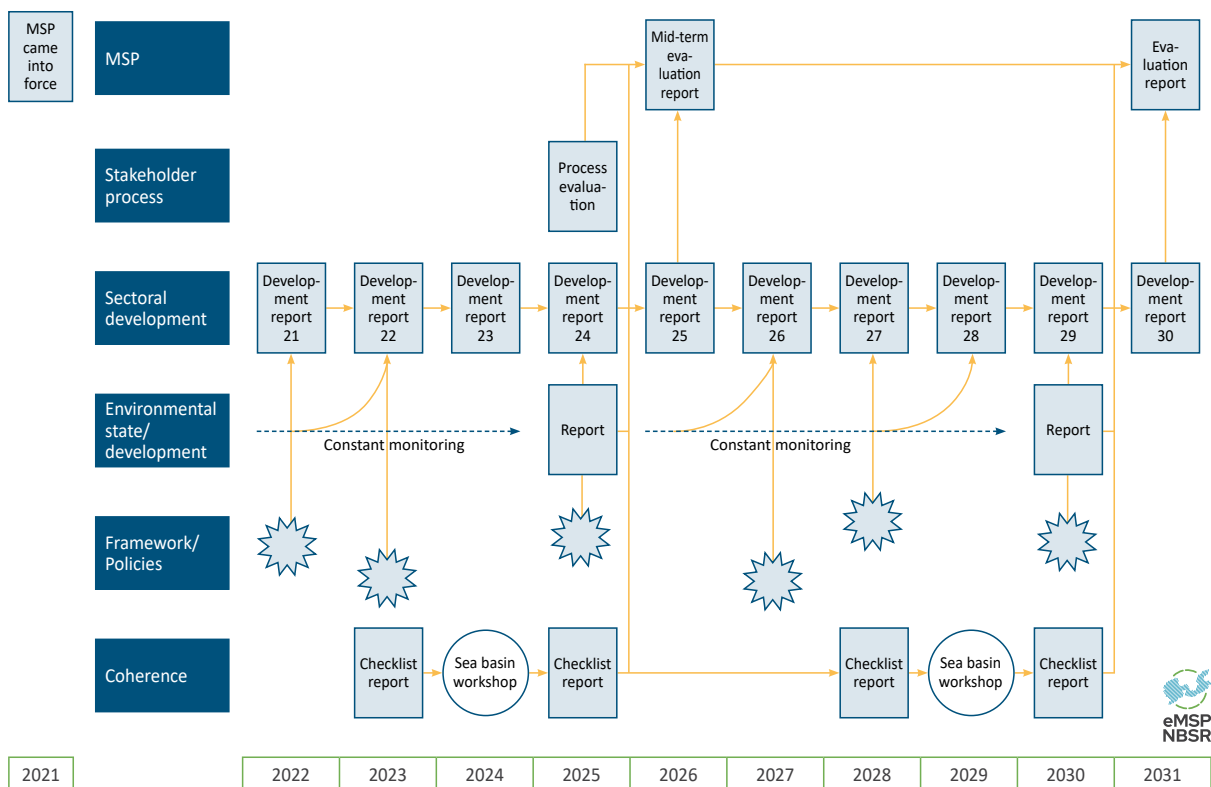 MSP
came
into
force
MSP
Mid-term
eva-
luation
report
Eva-
luation
report
Stakeholder
process
Process
evalua-
tion
Sectoral
development
Develop-
ment
report
21
Develop-
ment
report
22
Develop-
ment
report
23
Develop-
ment
report
24
Develop-
ment
report
25
Develop-
ment
report
26
Develop-
ment
report
27
Develop-
ment
report
28
Develop-
ment
report
29
Develop-
ment
report
30
Environmental
state/
development
Constant monitoring
Report
Constant monitoring
Report
Framework/
Policies
Coherence
Checklist
report
Sea basin
workshop
Checklist
report
Checklist
report
Sea basin
workshop
Checklist
report
eMSP
NBSR
2021
2022
2023
2024
2025
2026
2027
2028
2029
2030
2031